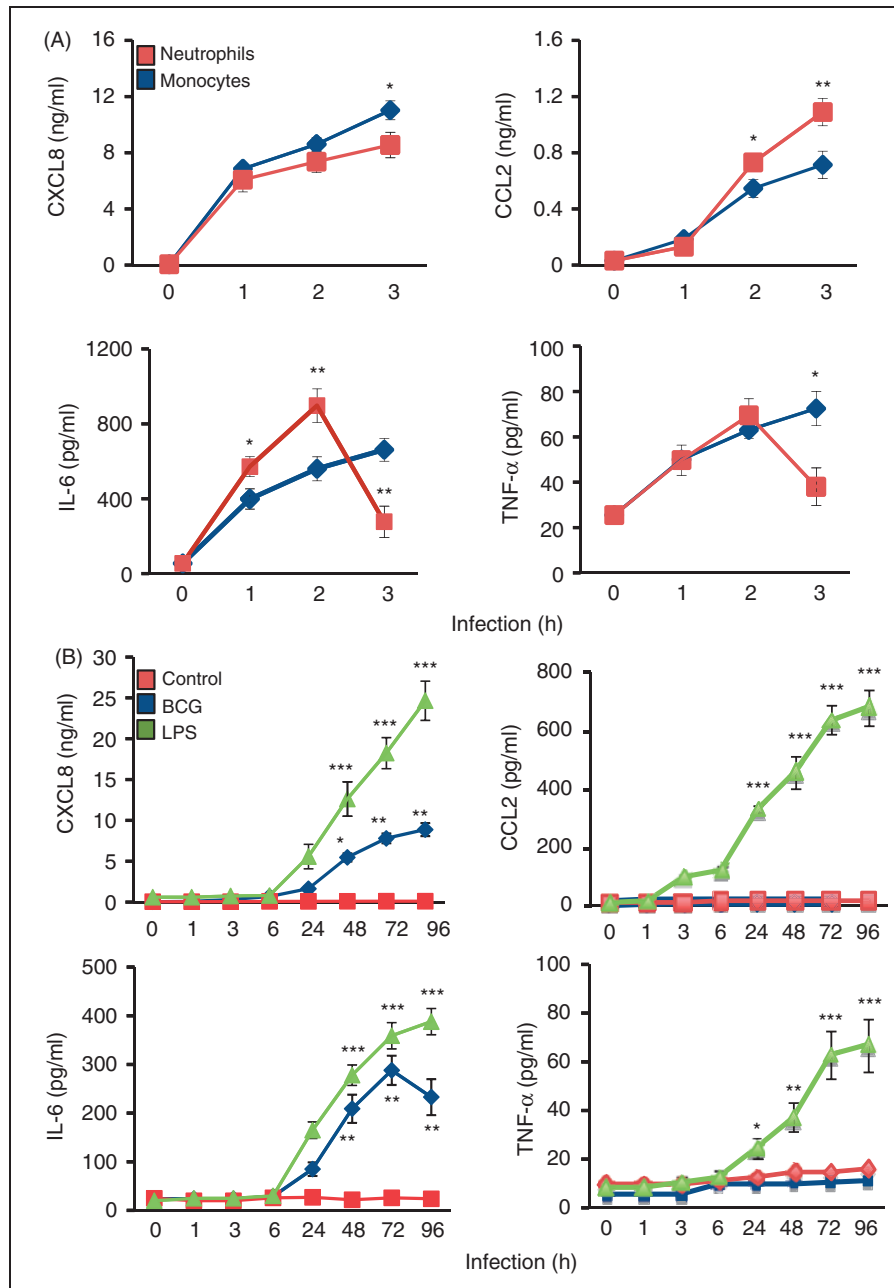 (A)
Neutrophils
Monocytes
CXCL8 (ng/ml)
16
12
8
4
0
0 1 2 3
*
CCL2 (ng/ml)
1.6
1.2
0.8
0.4
0
0 1 2 3
* **
IL-6 (pg/ml)
1200
800
400
0
0 1 2 3
* ** **
TNF-α (pg/ml)
100
80
60
40
20
0
0 1 2 3
*
Infection (h)
(B)
Control
BCG
LPS
CXCL8 (ng/ml)
30
25
20
15
10
5
0
0 1 3 6 24 48 72 96
*** *** ***
* ** **
CCL2 (pg/ml)
800
600
400
200
0
0 1 3 6 24 48 72 96
*** *** *** ***
IL-6 (pg/ml)
500
400
300
200
100
0
0 1 3 6 24 48 72 96
*** *** ***
** ** **
TNF-α (pg/ml)
100
80
60
40
20
0
0 1 3 6 24 48 72 96
* ** *** ***
Infection (h)